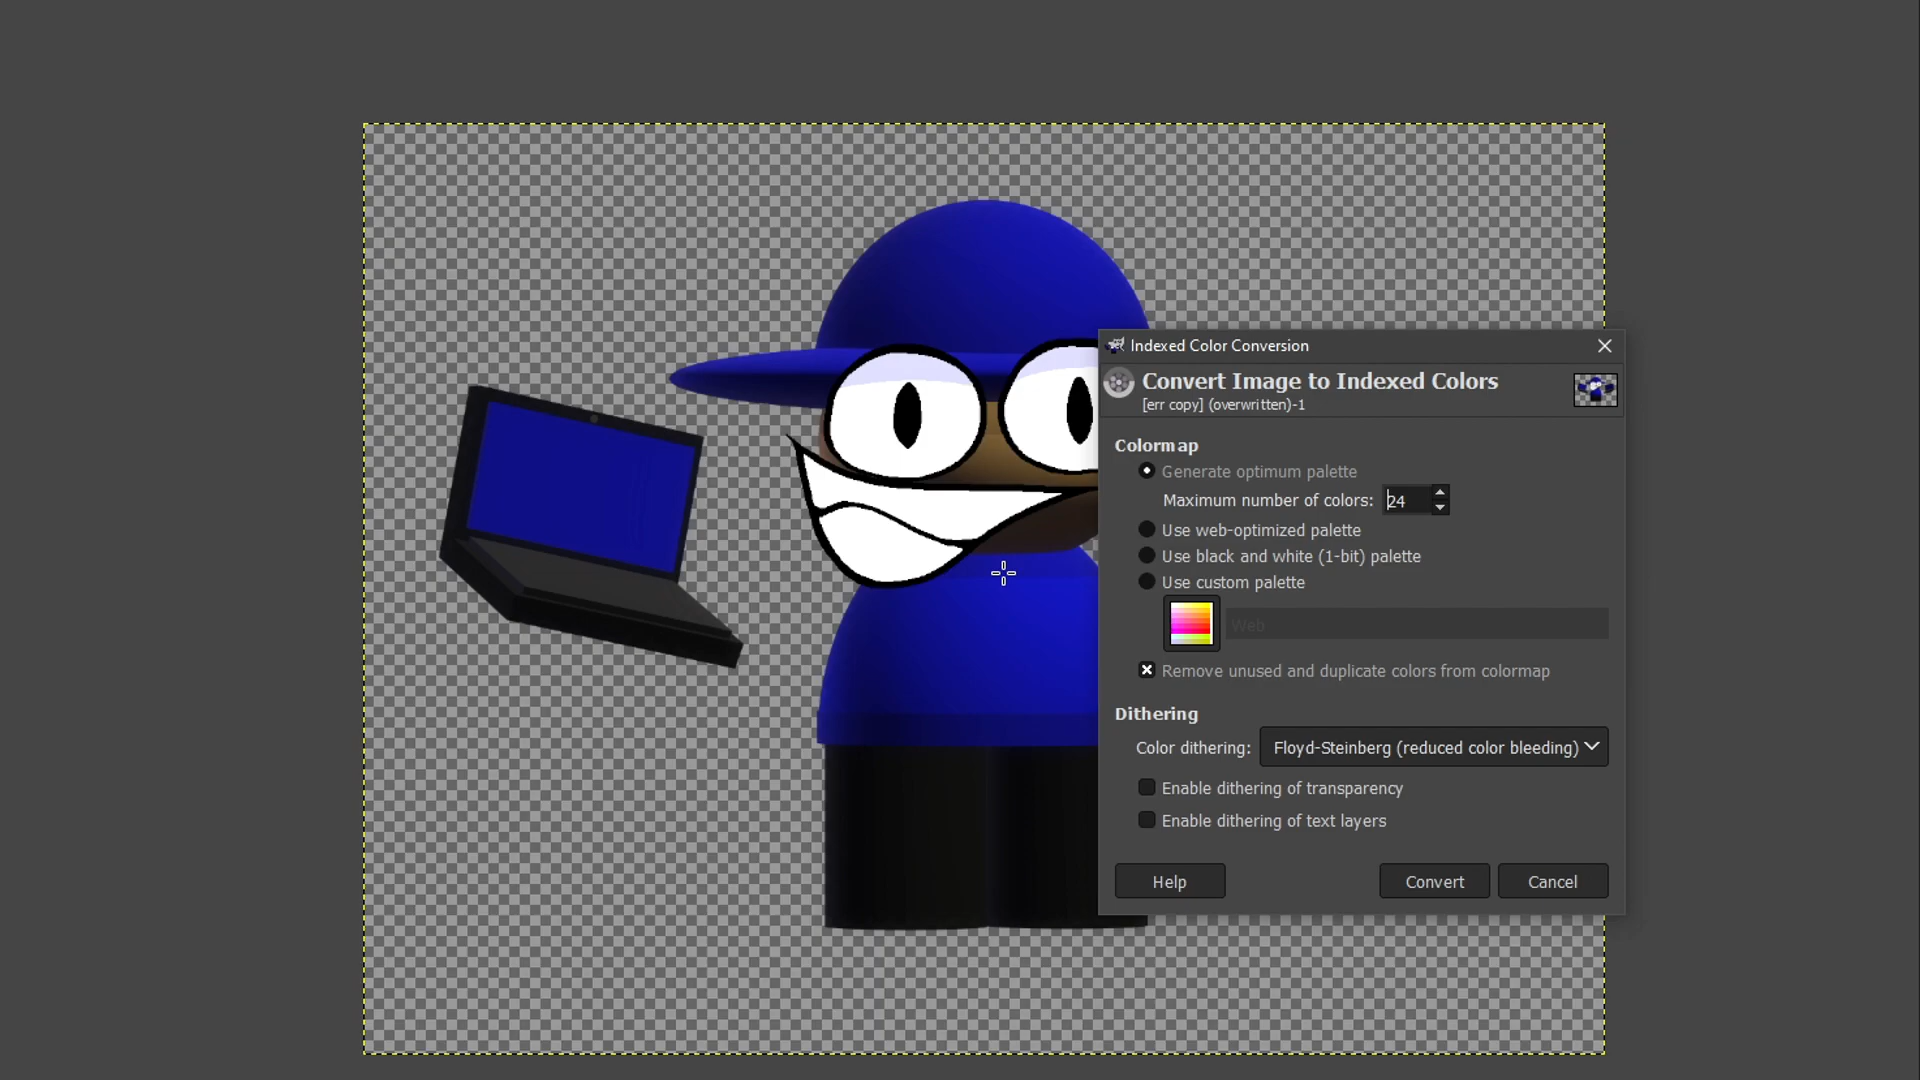 Indexed Color Conversion
Convert Image to Indexed Colors
[err copy] (overwritten)-1
Colormap
Generate optimum palette
Maximum number of colors: 24
Use web-optimized palette
Use black and white (1-bit) palette
Use custom palette
Web
Remove unused and duplicate colors from colormap
Dithering
Color dithering: Floyd-Steinberg (reduced color bleeding)
Enable dithering of transparency
Enable dithering of text layers
Help Convert Cancel